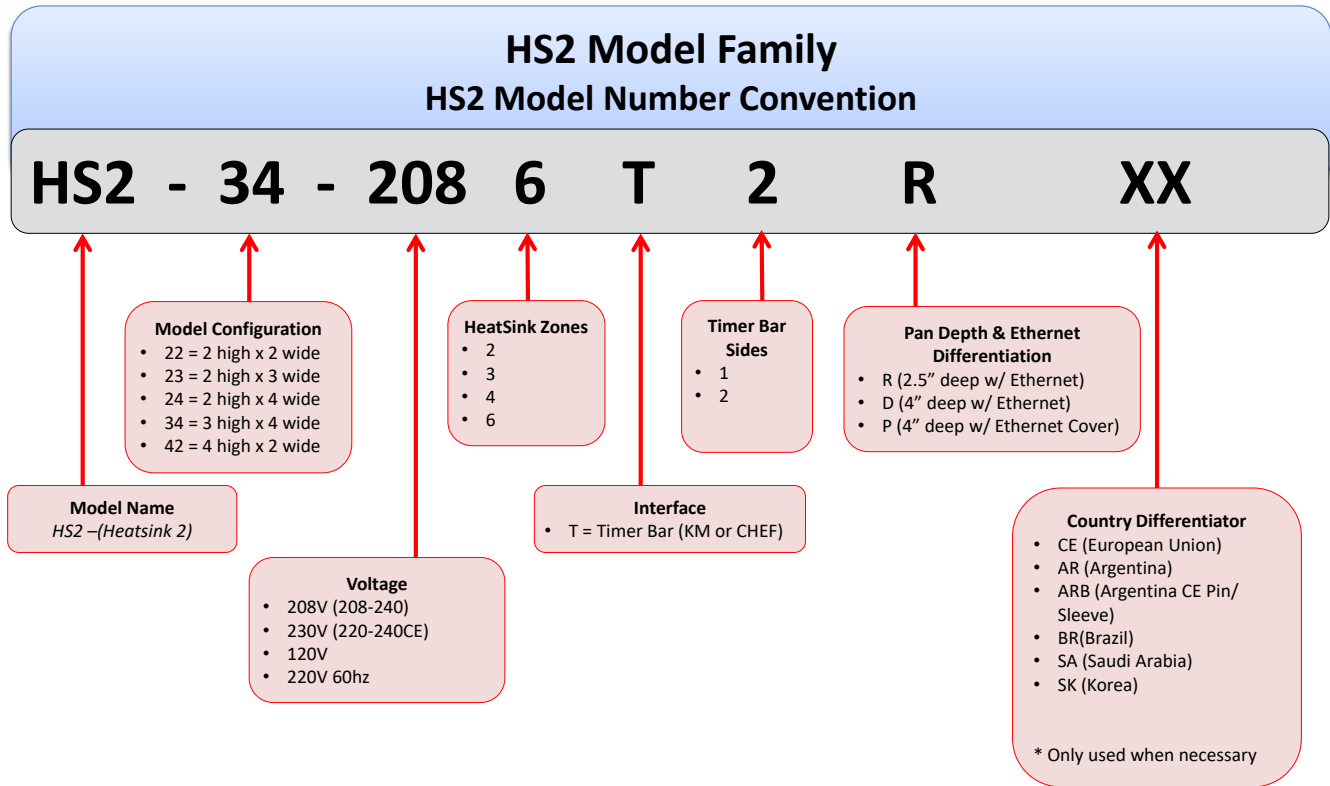 HS2 Model Family
HS2 Model Number Convention
HS2 - 34 - 208 6 T 2 R XX
Model Configuration
• 22 = 2 high x 2 wide
• 23 = 2 high x 3 wide
• 24 = 2 high x 4 wide
• 34 = 3 high x 4 wide
• 42 = 4 high x 2 wide
HeatSink Zones
• 2
• 3
• 4
• 6
Timer Bar
Sides
• 1
• 2
Pan Depth & Ethernet
Differentiation
• R (2.5” deep w/ Ethernet)
• D (4” deep w/ Ethernet)
• P (4” deep w/ Ethernet Cover)
Model Name
HS2 –(Heatsink 2)
Interface
• T = Timer Bar (KM or CHEF)
Voltage
• 208V (208-240)
• 230V (220-240CE)
• 120V
• 220V 60hz
Country Differentiator
• CE (European Union)
• AR (Argentina)
• ARB (Argentina CE Pin/
Sleeve)
• BR(Brazil)
• SA (Saudi Arabia)
• SK (Korea)
* Only used when necessary